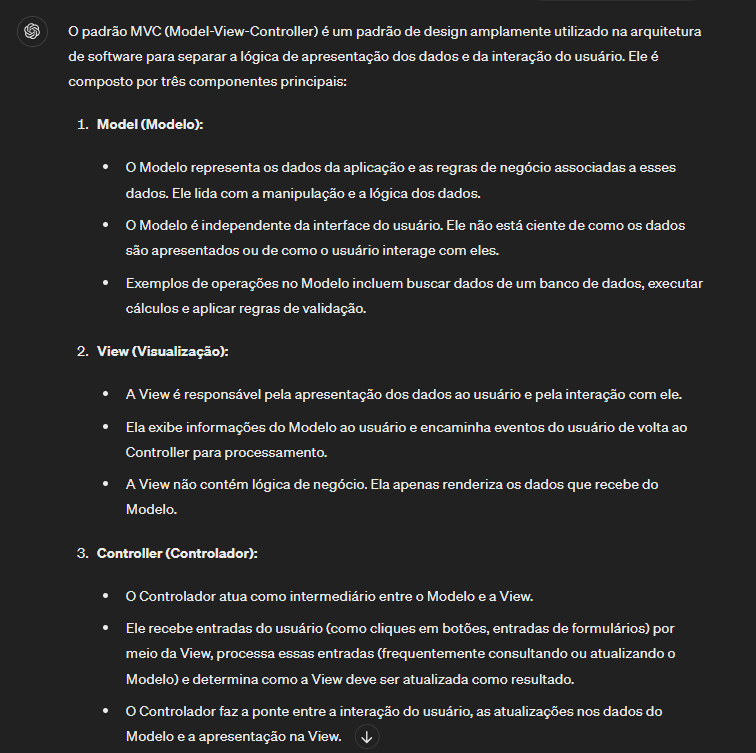 O padrão MVC (Model-View-Controller) é um padrão de design amplamente utilizado na arquitetura
de software para separar a lógica de apresentação dos dados e da interação do usuário. Ele é
composto por três componentes principais:
1. Model (Modelo):
• O Modelo representa os dados da aplicação e as regras de negócio associadas a esses
dados. Ele lida com a manipulação e a lógica dos dados.
• O Modelo é independente da interface do usuário. Ele não está ciente de como os dados
são apresentados ou de como o usuário interage com eles.
• Exemplos de operações no Modelo incluem buscar dados de um banco de dados, executar
cálculos e aplicar regras de validação.
2. View (Visualização):
• A View é responsável pela apresentação dos dados ao usuário e pela interação com ele.
• Ela exibe informações do Modelo ao usuário e encaminha eventos do usuário de volta ao
Controller para processamento.
• A View não contém lógica de negócio. Ela apenas renderiza os dados que recebe do
Modelo.
3. Controller (Controlador):
• O Controlador atua como intermediário entre o Modelo e a View.
• Ele recebe entradas do usuário (como cliques em botões, entradas de formulários) por
meio da View, processa essas entradas (frequentemente consultando ou atualizando o
Modelo) e determina como a View deve ser atualizada como resultado.
• O Controlador faz a ponte entre a interação do usuário, as atualizações nos dados do
Modelo e a apresentação na View.